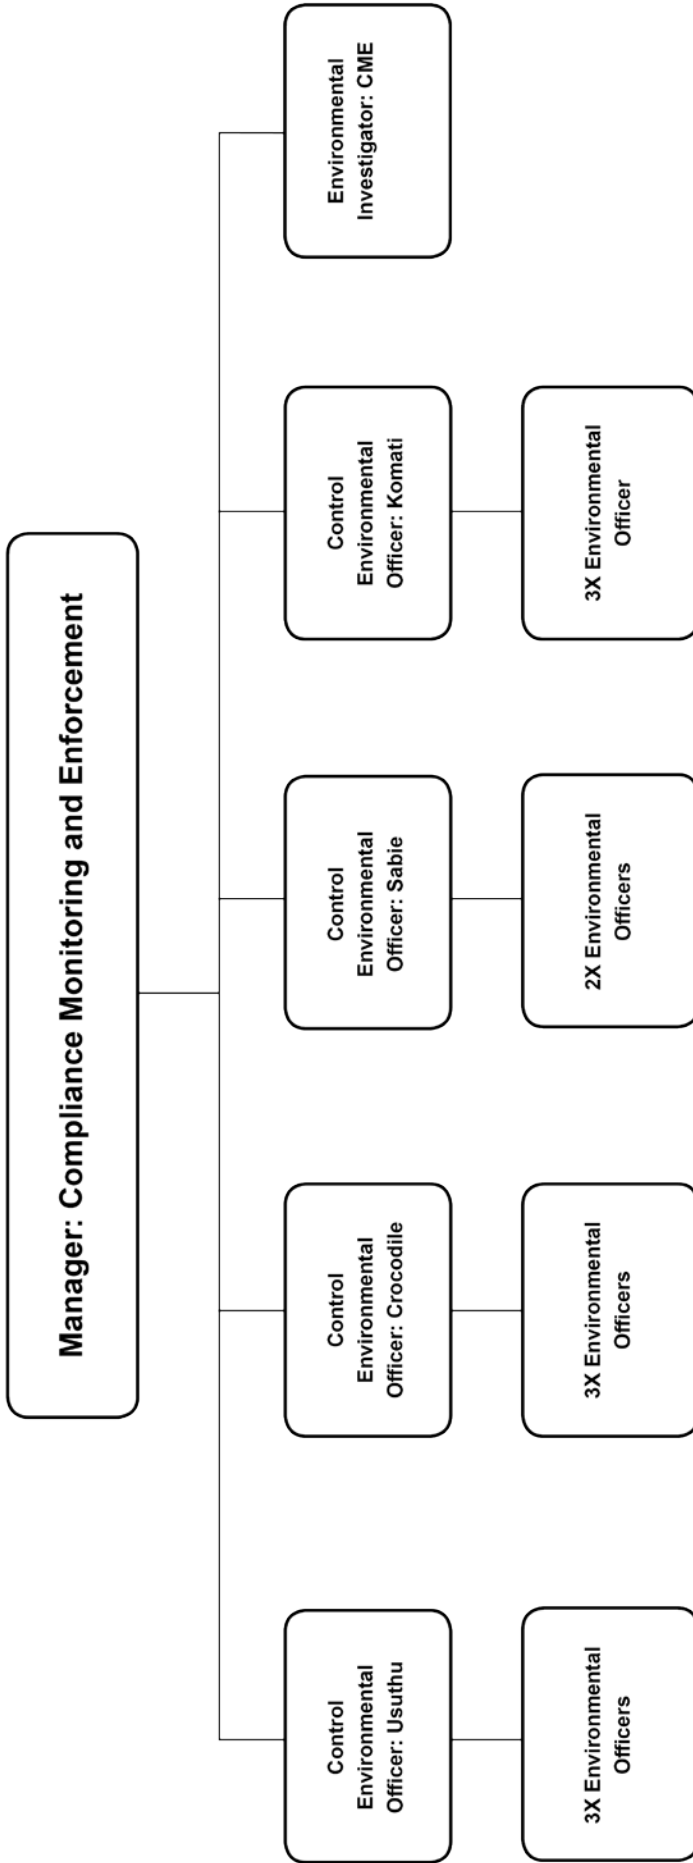 Manager: Compliance Monitoring and Enforcement
Control
Environmental
Officer: Usuthu
Control
Environmental
Officer: Crocodile
Control
Environmental
Officer: Sabie
Control
Environmental
Officer: Komati
Environmental
Investigator: CME
3X Environmental
Officers
3X Environmental
Officers
2X Environmental
Officers
3X Environmental
Officer